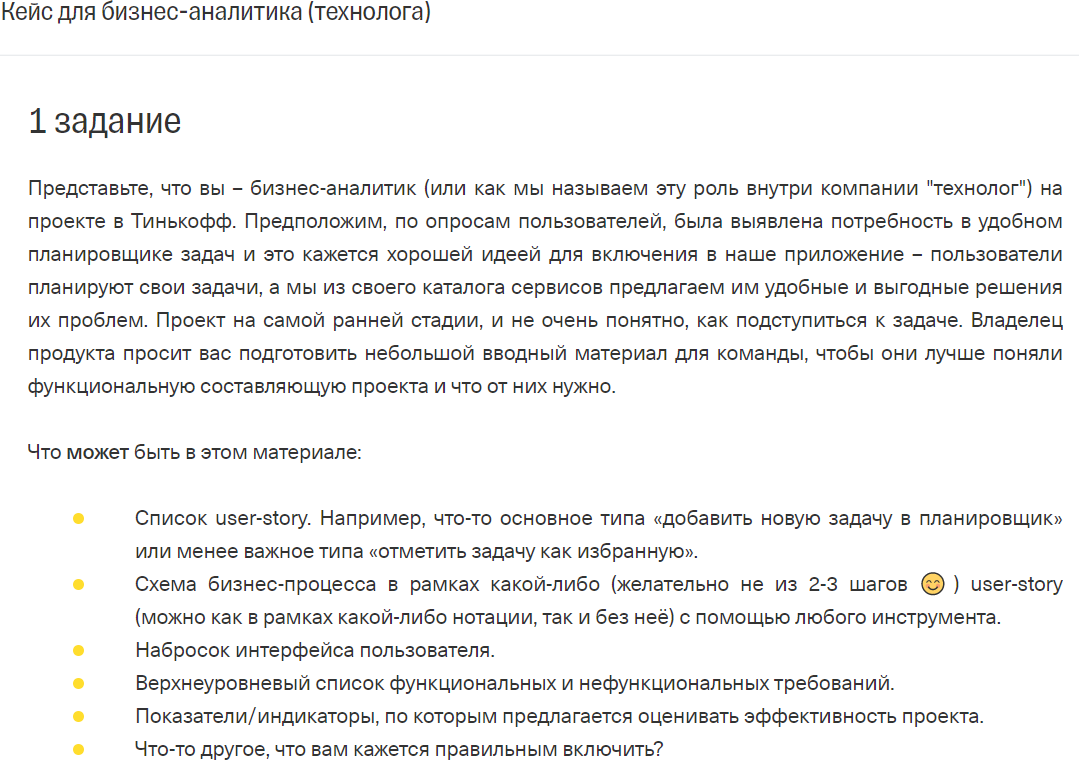 Кейс для бизнес-аналитика (технолога)
1 задание
Представьте, что вы – бизнес-аналитик (или как мы называем эту роль внутри компании "технолог") на
проекте в Тинькофф. Предположим, по опросам пользователей, была выявлена потребность в удобном
планировщике задач и это кажется хорошей идеей для включения в наше приложение – пользователи
планируют свои задачи, а мы из своего каталога сервисов предлагаем им удобные и выгодные решения
их проблем. Проект на самой ранней стадии, и не очень понятно, как подступиться к задаче. Владелец
продукта просит вас подготовить небольшой вводный материал для команды, чтобы они лучше поняли
функциональную составляющую проекта и что от них нужно.
Что может быть в этом материале:
Список user-story. Например, что-то основное типа «добавить новую задачу в планировщик»
или менее важное типа «отметить задачу как избранную».
Схема бизнес-процесса в рамках какой-либо (желательно не из 2-3 шагов 😊 ) user-story
(можно как в рамках какой-либо нотации, так и без неё) с помощью любого инструмента.
Набросок интерфейса пользователя.
Верхнеуровневый список функциональных и нефункциональных требований.
Показатели/индикаторы, по которым предлагается оценивать эффективность проекта.
Что-то другое, что вам кажется правильным включить?